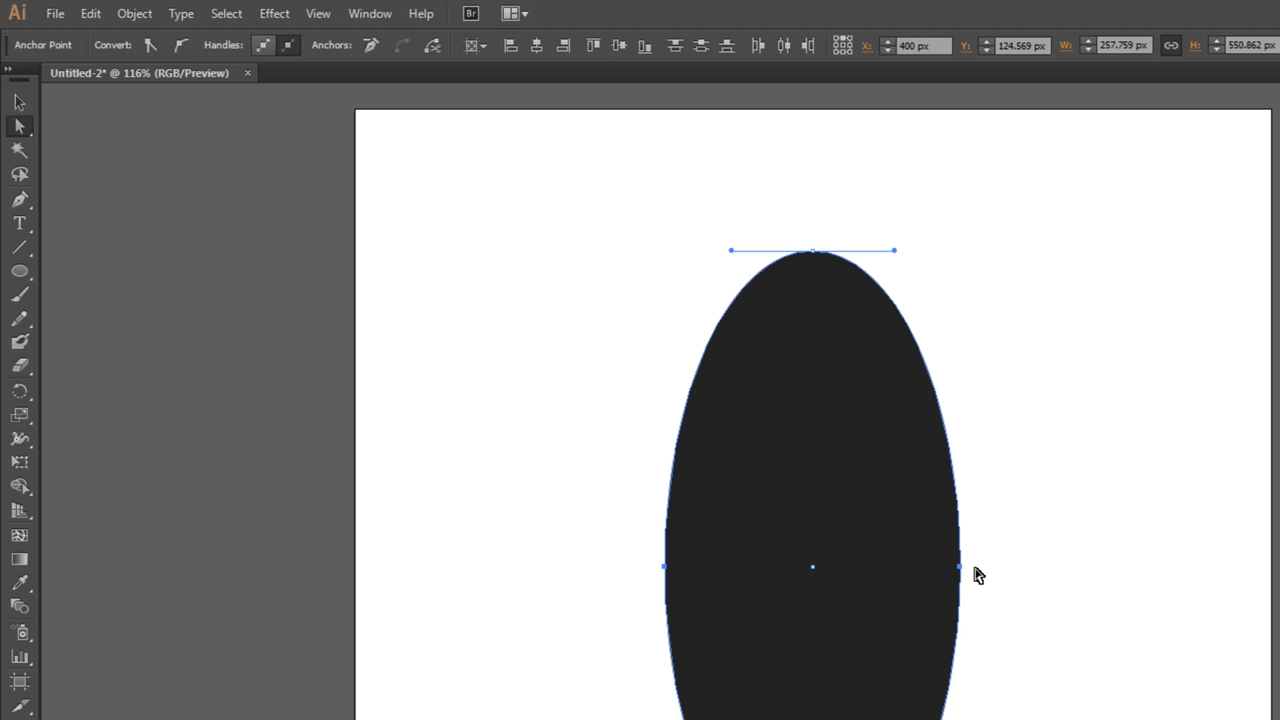 Ai File Edit Object Type Select Effect View Window Help Br
Anchor Point Convert: Handles: Anchors: X: 400 px Y: 124.569 px W: 257.759 px H: 550.862 px
Untitled-2* @ 116% (RGB/Preview) ×
T